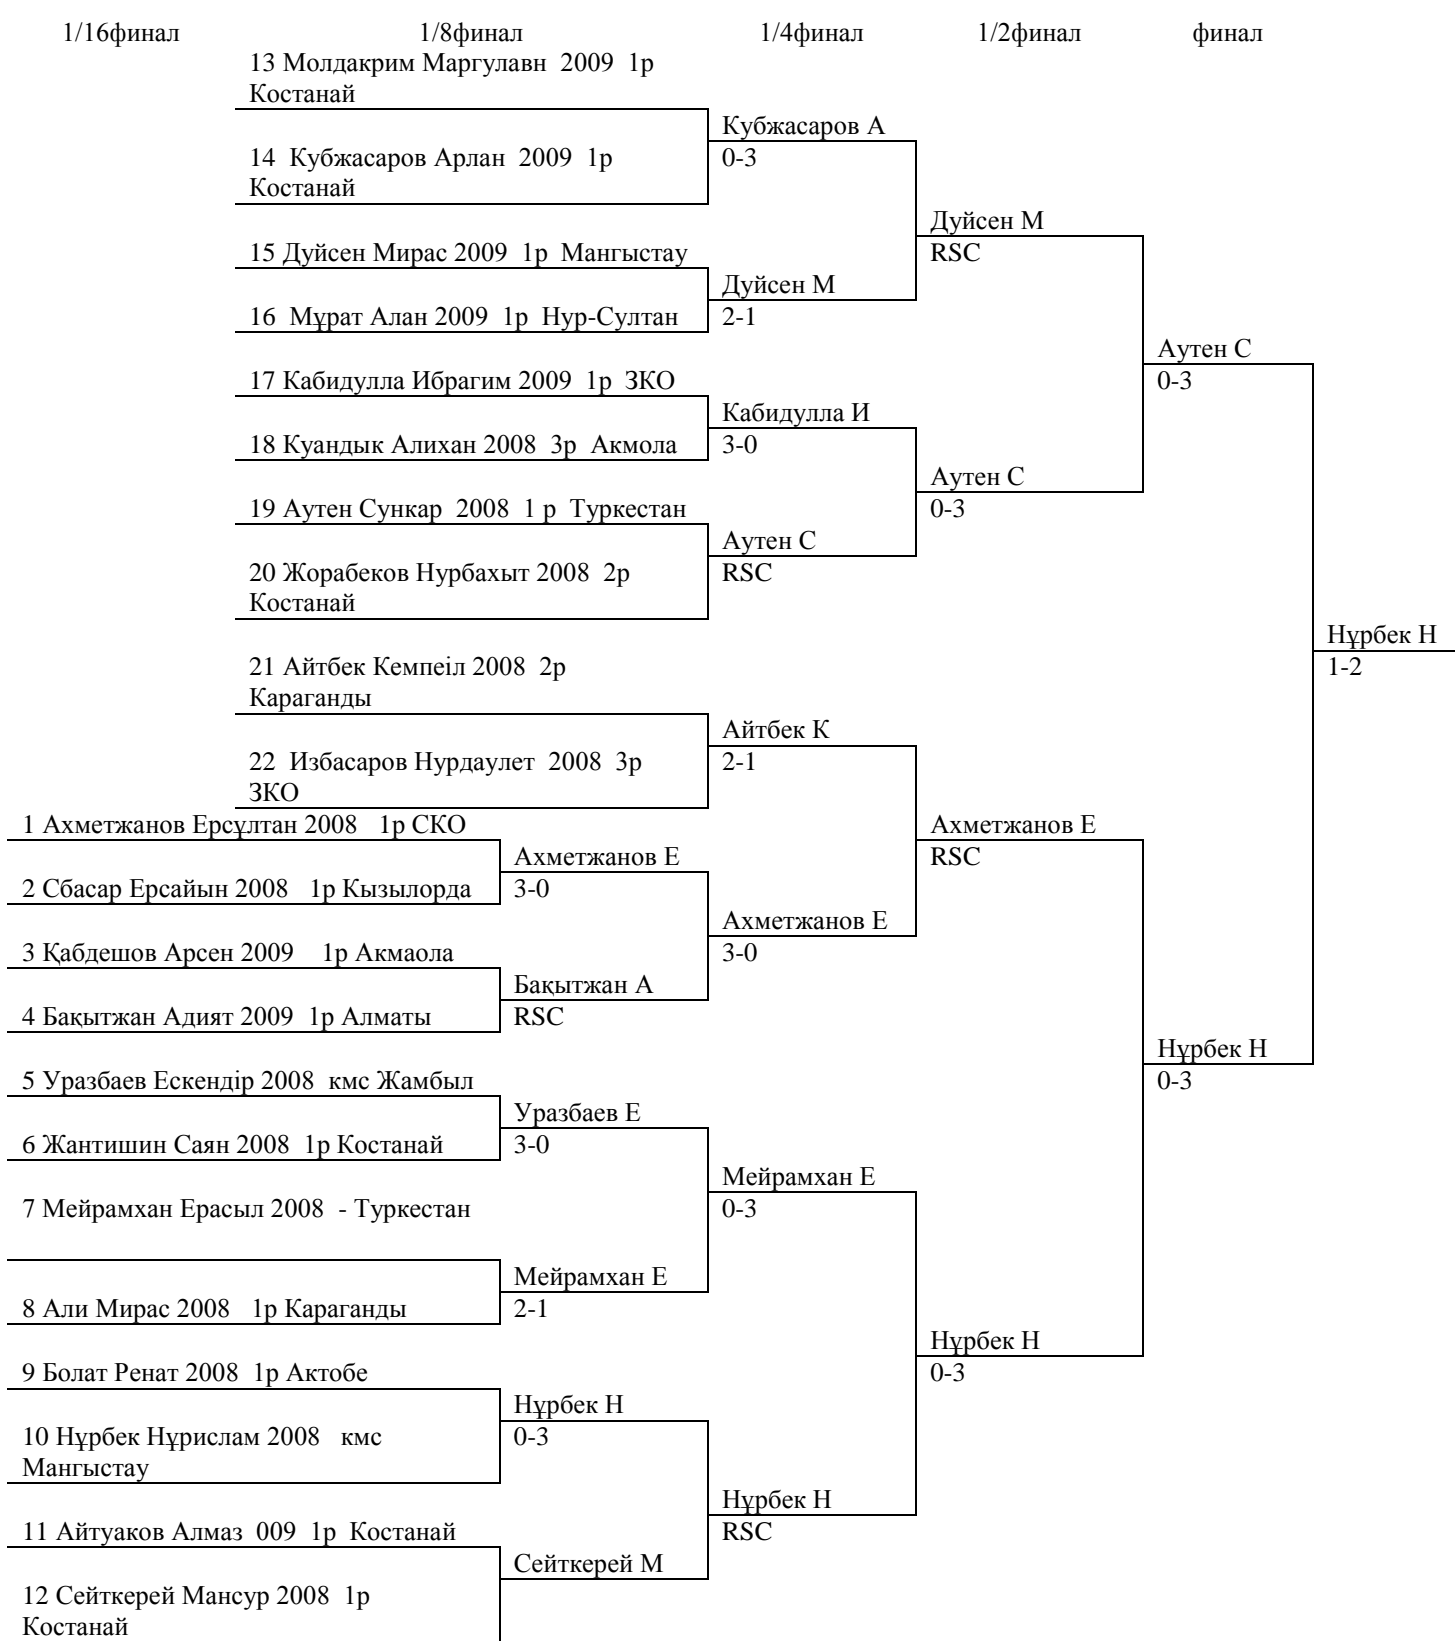 1/16финал 1/8финал 1/4финал 1/2финал финал
13 Молдакрим Маргулавн 2009 1р
Костанай
Кубжасаров А
14 Кубжасаров Арлан 2009 1р
0-3
Костанай
Дуйсен М
15 Дуйсен Мирас 2009 1р Мангыстау
RSC
Дуйсен М
16 Мұрат Алан 2009 1р Нур-Султан
2-1
Аутен С
17 Кабидулла Ибрагим 2009 1р ЗКО
0-3
Кабидулла И
18 Куандык Алихан 2008 3р Акмола
3-0
Аутен С
19 Аутен Сункар 2008 1 р Туркестан
0-3
Аутен С
20 Жорабеков Нурбахыт 2008 2р
RSC
Костанай
Нұрбек Н
21 Айтбек Кемпеіл 2008 2р
1-2
Караганды
Айтбек К
22 Избасаров Нурдаулет 2008 3р
2-1
ЗКО
1 Ахметжанов Ерсұлтан 2008 1р СКО
Ахметжанов Е
Ахметжанов Е
RSC
2 Сбасар Ерсайын 2008 1р Кызылорда
3-0
Ахметжанов Е
3 Қабдешов Арсен 2009 1р Акмаола
3-0
Бақытжан А
4 Бақытжан Адият 2009 1р Алматы
RSC
Нұрбек Н
5 Уразбаев Ескендір 2008 кмс Жамбыл
0-3
Уразбаев Е
6 Жантишин Саян 2008 1р Костанай
3-0
Мейрамхан Е
7 Мейрамхан Ерасыл 2008 - Туркестан
0-3
Мейрамхан Е
8 Али Мирас 2008 1р Караганды
2-1
Нұрбек Н
9 Болат Ренат 2008 1р Актобе
0-3
Нұрбек Н
10 Нұрбек Нұрислам 2008 кмс
0-3
Мангыстау
Нұрбек Н
11 Айтуаков Алмаз 009 1р Костанай
RSC
Сейткерей М
12 Сейткерей Мансур 2008 1р
Костанай